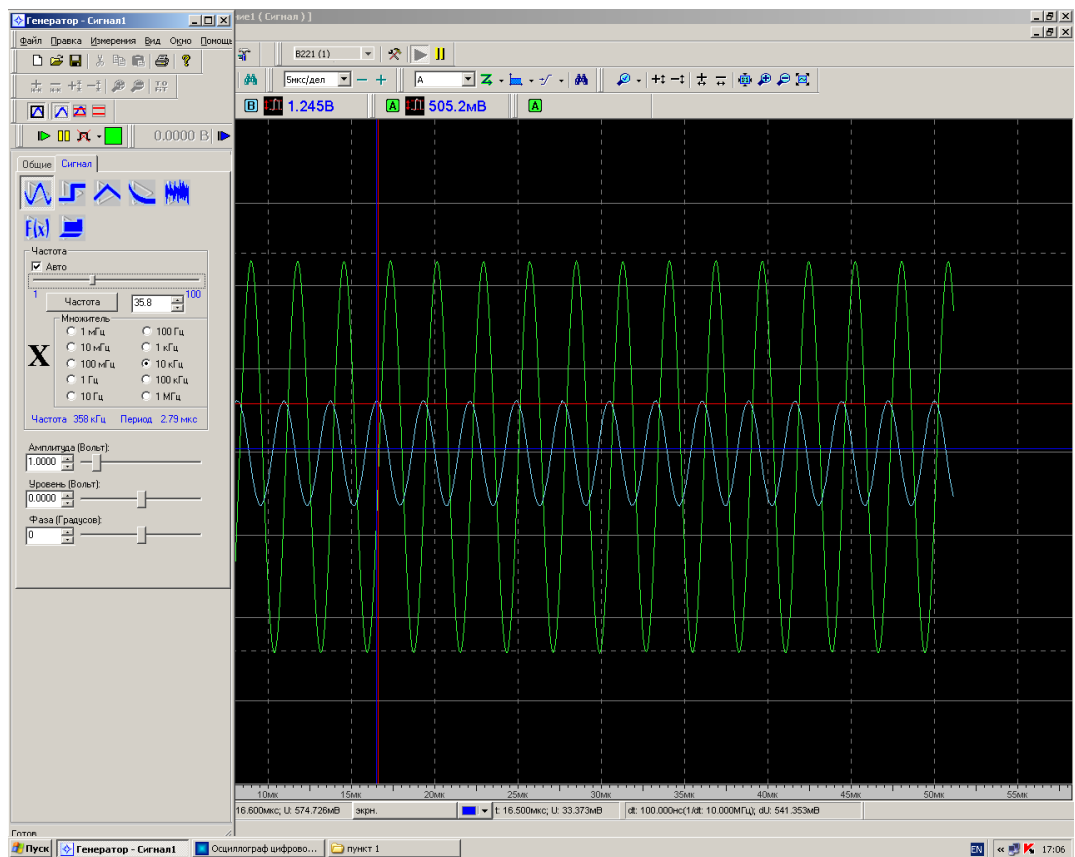 Генератор - Сигнал1
Файл Правка Измерения Вид Окно Помощь
0.0000 В
Общие Сигнал
F(x)
Частота
Авто
1 100
Частота 35.8
Множитель
X
1 мГц 100 Гц
10 мГц 1 кГц
100 мГц 10 кГц
1 Гц 100 кГц
10 Гц 1 МГц
Частота 358 кГц Период 2.79 мкс
Амплитуда (Вольт):
1.0000
Уровень (Вольт):
0.0000
Фаза (Градусов):
0
Готов
ние1 ( Сигнал ) ]
B221 (1)
5мкс/дел A
B 1.245В A 505.2мВ A
10мк 15мк 20мк 25мк 30мк 35мк 40мк 45мк 50мк 55мк
16.600мкс; U: 574.726мВ экрн. t: 16.500мкс; U: 33.373мВ dt: 100.000нс(1/dt: 10.000МГц); dU: 541.353мВ
Пуск Генератор - Сигнал1 Осциллограф цифрово... пункт 1 EN « K 17:06